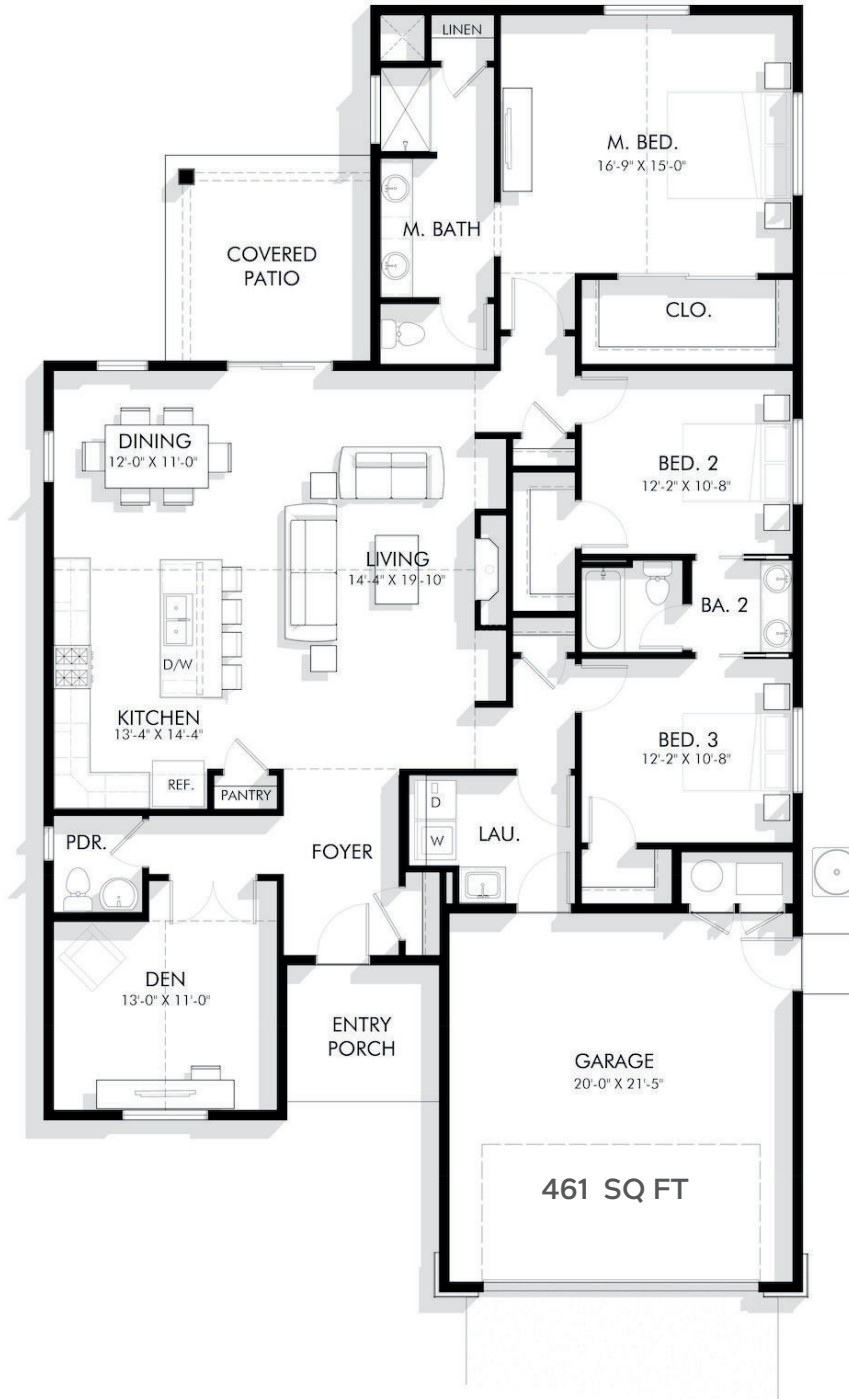 LINEN
M. BED.
16'-9" X 15'-0"
M. BATH
COVERED
PATIO
CLO.
DINING
12'-0" X 11'-0"
BED. 2
12'-2" X 10'-8"
LIVING
14'-4" X 19'-10"
BA. 2
D/W
KITCHEN
13'-4" X 14'-4"
BED. 3
12'-2" X 10'-8"
REF.
PANTRY
D
W
LAU.
PDR.
FOYER
DEN
13'-0" X 11'-0"
ENTRY
PORCH
GARAGE
20'-0" X 21'-5"
461 SQ FT